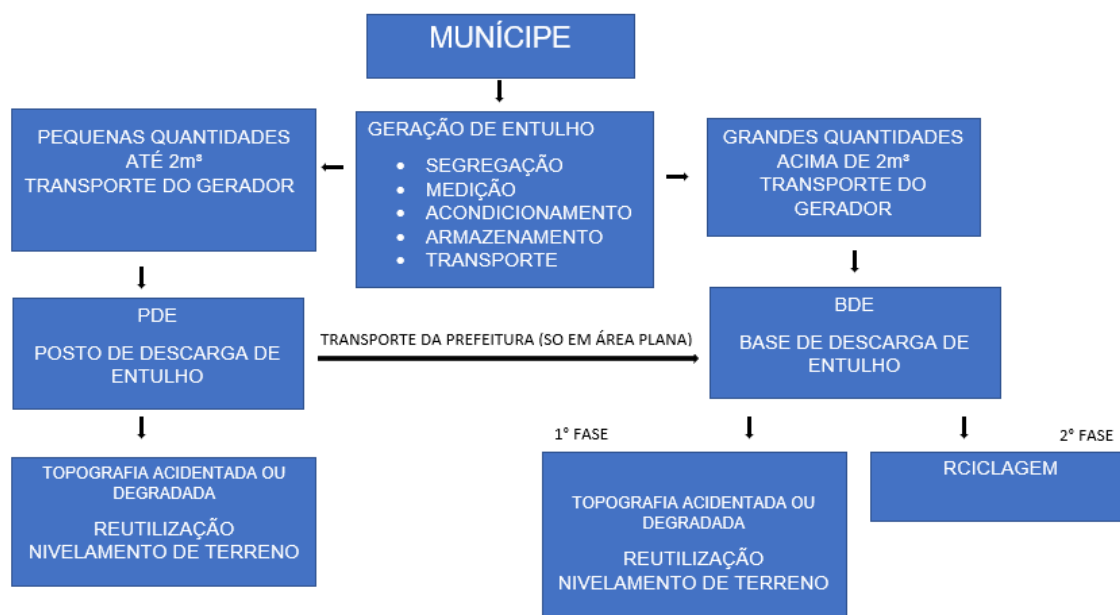 MUNÍCIPE
PEQUENAS QUANTIDADES
ATÉ 2m³
TRANSPORTE DO GERADOR
GERAÇÃO DE ENTULHO
• SEGREGAÇÃO
• MEDIÇÃO
• ACONDICIONAMENTO
• ARMAZENAMENTO
• TRANSPORTE
GRANDES QUANTIDADES
ACIMA DE 2m³
TRANSPORTE DO
GERADOR
PDE
POSTO DE DESCARGA DE
ENTULHO
TRANSPORTE DA PREFEITURA (SO EM ÁREA PLANA)
BDE
BASE DE DESCARGA DE
ENTULHO
1° FASE
2° FASE
TOPOGRAFIA ACIDENTADA OU
DEGRADADA
REUTILIZAÇÃO
NIVELAMENTO DE TERRENO
TOPOGRAFIA ACIDENTADA OU
DEGRADADA
REUTILIZAÇÃO
NIVELAMENTO DE TERRENO
RCICLAGEM